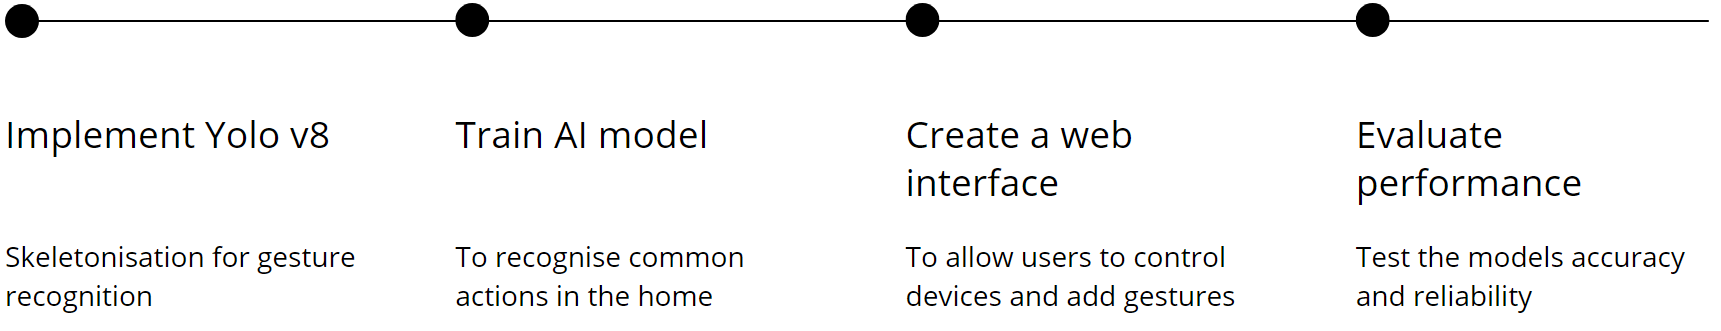 Implement Yolo v8
Skeletonisation for gesture
recognition
Train AI model
To recognise common
actions in the home
Create a web
interface
To allow users to control
devices and add gestures
Evaluate
performance
Test the models accuracy
and reliability